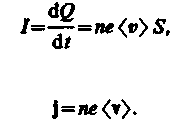 I = dQ/dt = ne ⟨v⟩ S,
j = ne ⟨v⟩.